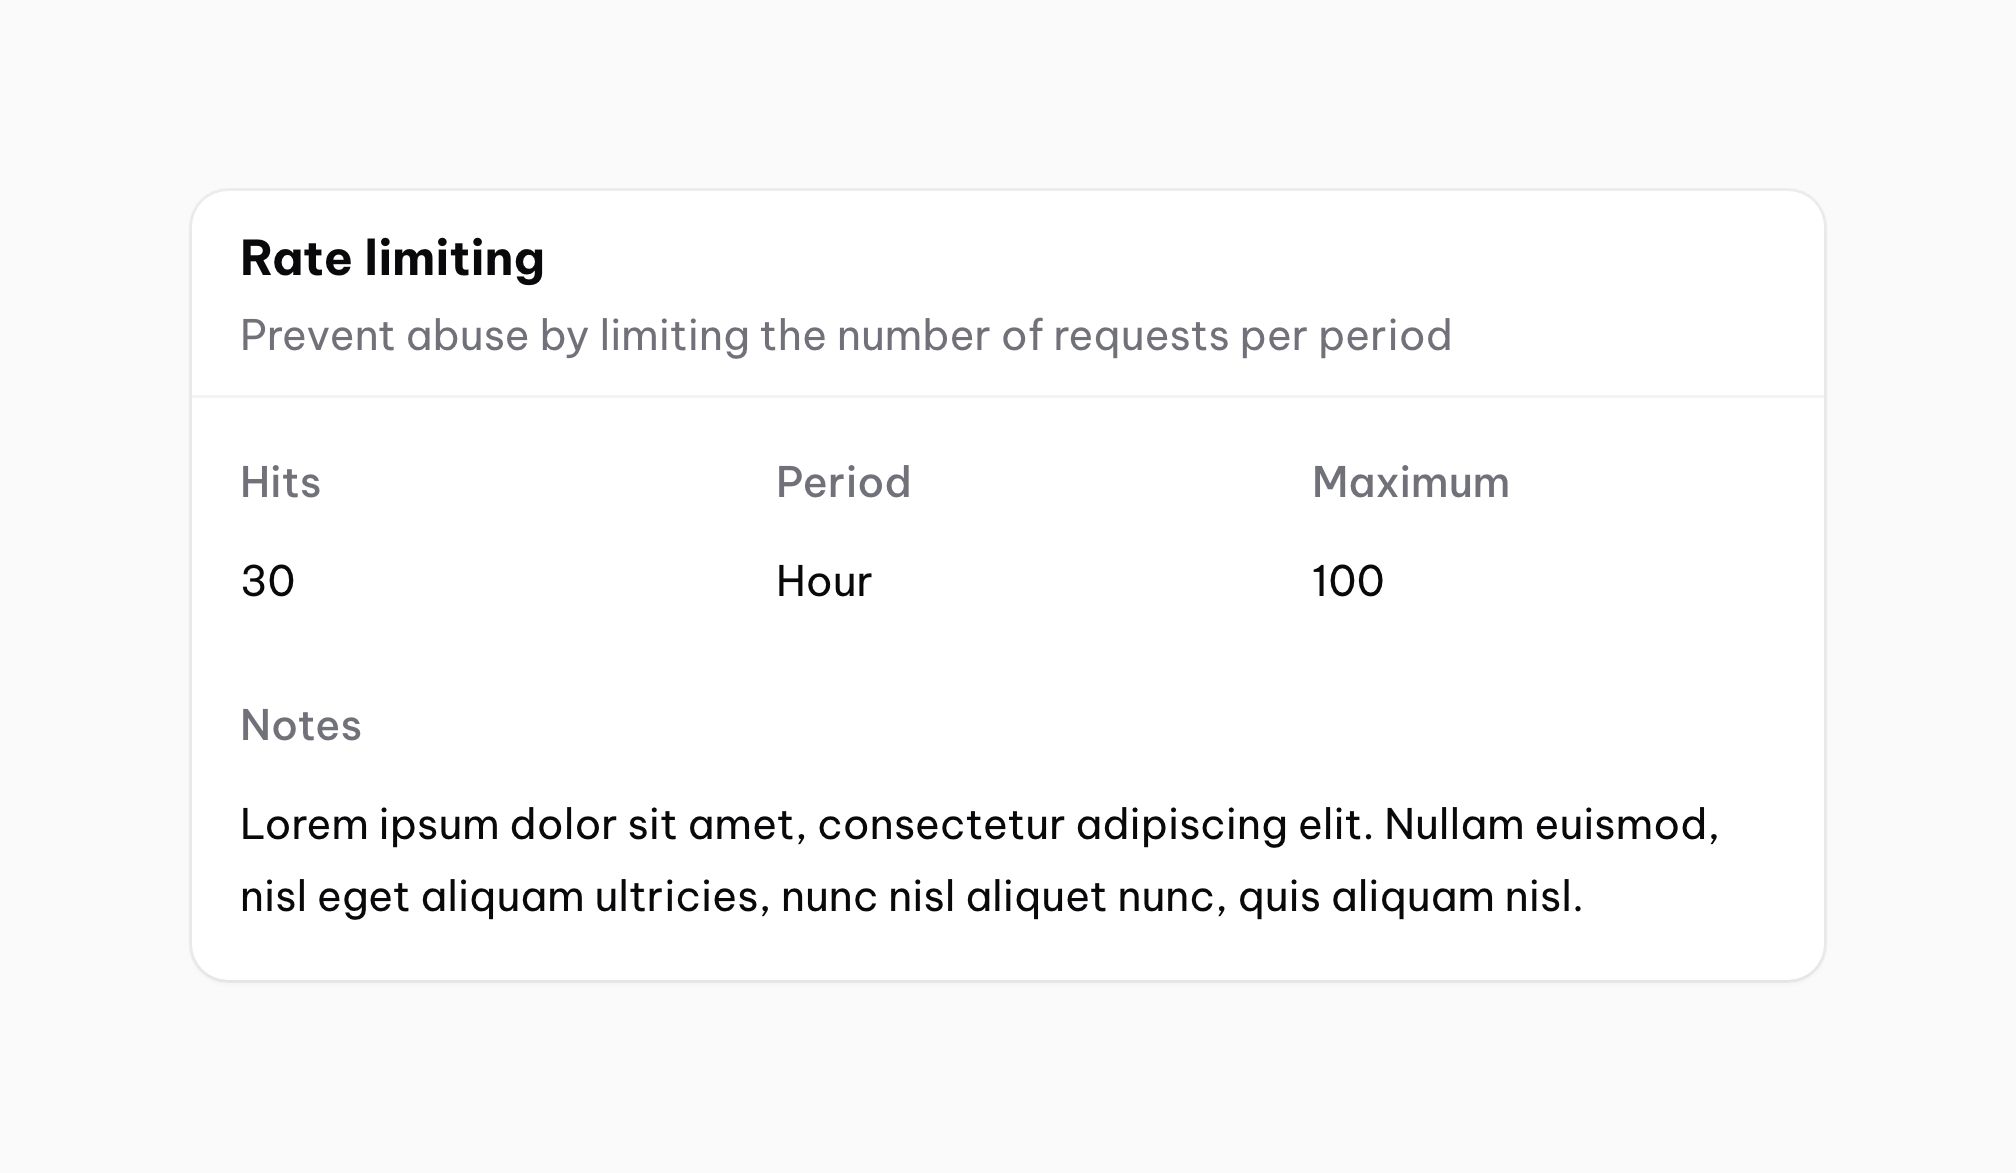 Rate limiting
Prevent abuse by limiting the number of requests per period
Hits
Period
Maximum
30
Hour
100
Notes
Lorem ipsum dolor sit amet, consectetur adipiscing elit. Nullam euismod,
nisl eget aliquam ultricies, nunc nisl aliquet nunc, quis aliquam nisl.